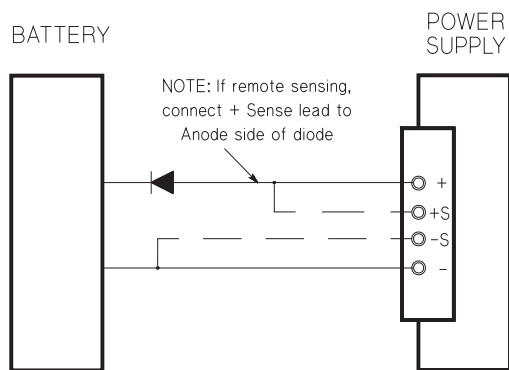 BATTERY
POWER
SUPPLY
NOTE: If remote sensing,
connect + Sense lead to
Anode side of diode
+
+S
-S
-